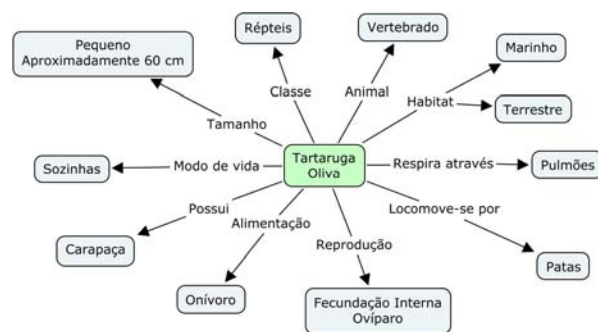 Pequeno
Aproximadamente 60 cm
Répteis
Vertebrado
Marinho
Classe
Animal
Habitat
Terrestre
Tamanho
Tartaruga
Oliva
Sozinhas
Modo de vida
Respira através
Pulmões
Possui
Alimentação
Locomove-se por
Carapaça
Reprodução
Patas
Onívoro
Fecundação Interna
Ovíparo